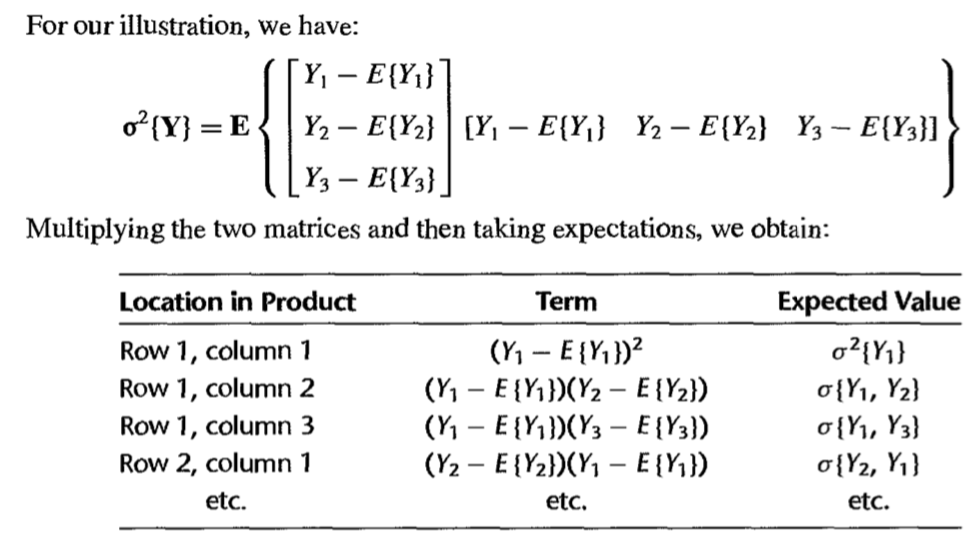 For our illustration, we have:
σ²{Y} = E { [ Y₁ − E{Y₁}
Y₂ − E{Y₂}
Y₃ − E{Y₃} ] [Y₁ − E{Y₁} Y₂ − E{Y₂} Y₃ − E{Y₃}] }
Multiplying the two matrices and then taking expectations, we obtain:
Location in Product Term Expected Value
Row 1, column 1 (Y₁ − E{Y₁})² σ²{Y₁}
Row 1, column 2 (Y₁ − E{Y₁})(Y₂ − E{Y₂}) σ{Y₁, Y₂}
Row 1, column 3 (Y₁ − E{Y₁})(Y₃ − E{Y₃}) σ{Y₁, Y₃}
Row 2, column 1 (Y₂ − E{Y₂})(Y₁ − E{Y₁}) σ{Y₂, Y₁}
etc. etc. etc.